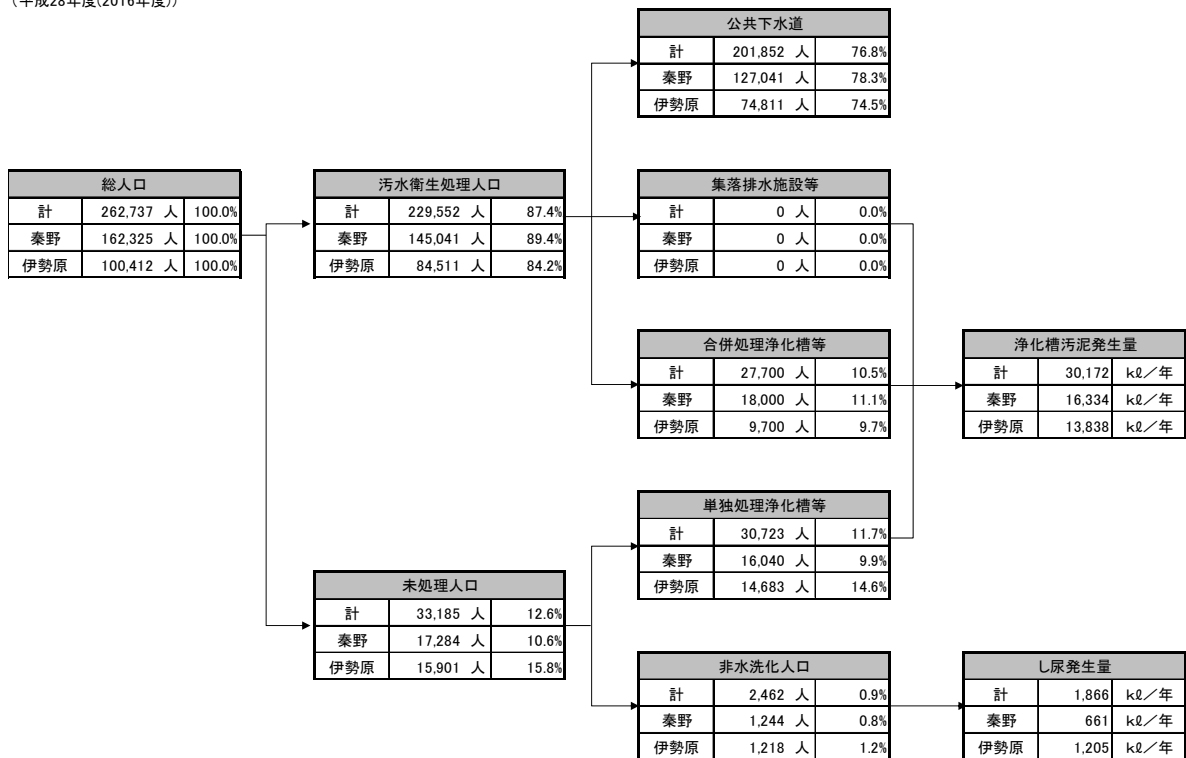 （平成28年度(2016年度)）
公共下水道
計 201,852 人 76.8%
秦野 127,041 人 78.3%
伊勢原 74,811 人 74.5%
総人口
計 262,737 人 100.0%
秦野 162,325 人 100.0%
伊勢原 100,412 人 100.0%
汚水衛生処理人口
計 229,552 人 87.4%
秦野 145,041 人 89.4%
伊勢原 84,511 人 84.2%
集落排水施設等
計 0 人 0.0%
秦野 0 人 0.0%
伊勢原 0 人 0.0%
合併処理浄化槽等
計 27,700 人 10.5%
秦野 18,000 人 11.1%
伊勢原 9,700 人 9.7%
浄化槽汚泥発生量
計 30,172 kℓ／年
秦野 16,334 kℓ／年
伊勢原 13,838 kℓ／年
単独処理浄化槽等
計 30,723 人 11.7%
秦野 16,040 人 9.9%
伊勢原 14,683 人 14.6%
未処理人口
計 33,185 人 12.6%
秦野 17,284 人 10.6%
伊勢原 15,901 人 15.8%
非水洗化人口
計 2,462 人 0.9%
秦野 1,244 人 0.8%
伊勢原 1,218 人 1.2%
し尿発生量
計 1,866 kℓ／年
秦野 661 kℓ／年
伊勢原 1,205 kℓ／年